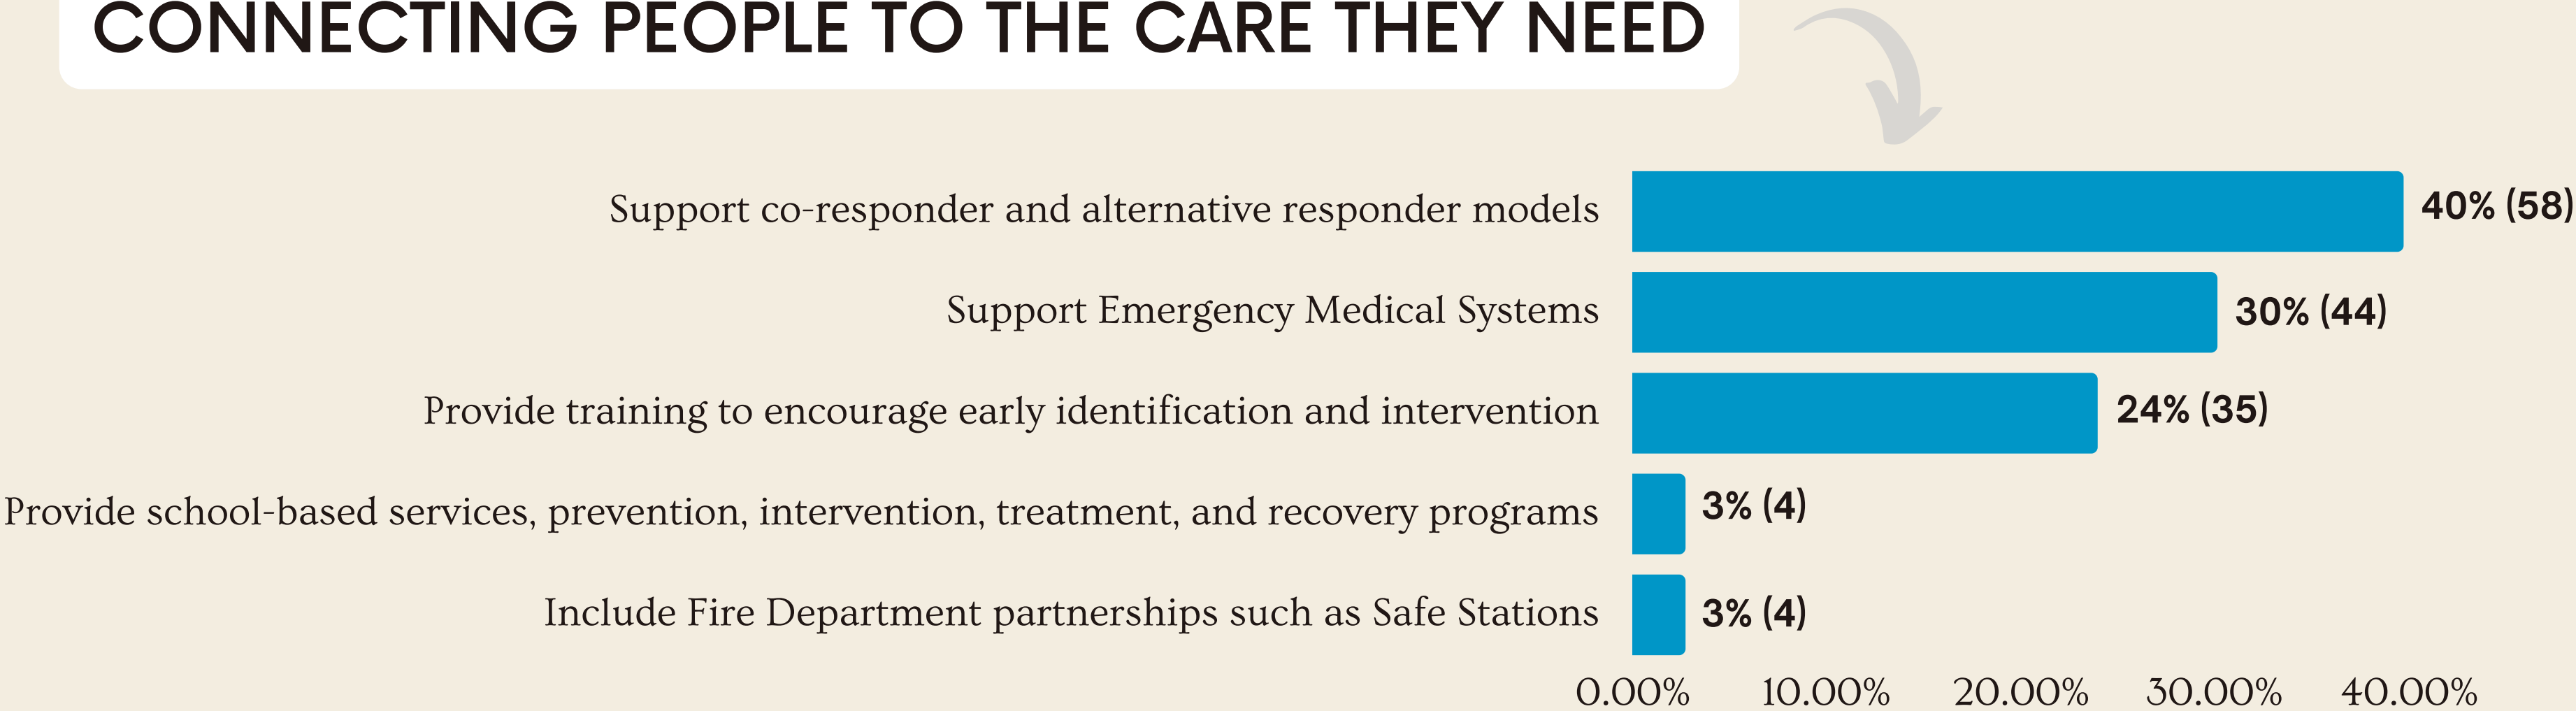 CONNECTING PEOPLE TO THE CARE THEY NEED
Support co-responder and alternative responder models 40% (58)
Support Emergency Medical Systems 30% (44)
Provide training to encourage early identification and intervention 24% (35)
Provide school-based services, prevention, intervention, treatment, and recovery programs 3% (4)
Include Fire Department partnerships such as Safe Stations 3% (4)
0.00% 10.00% 20.00% 30.00% 40.00%